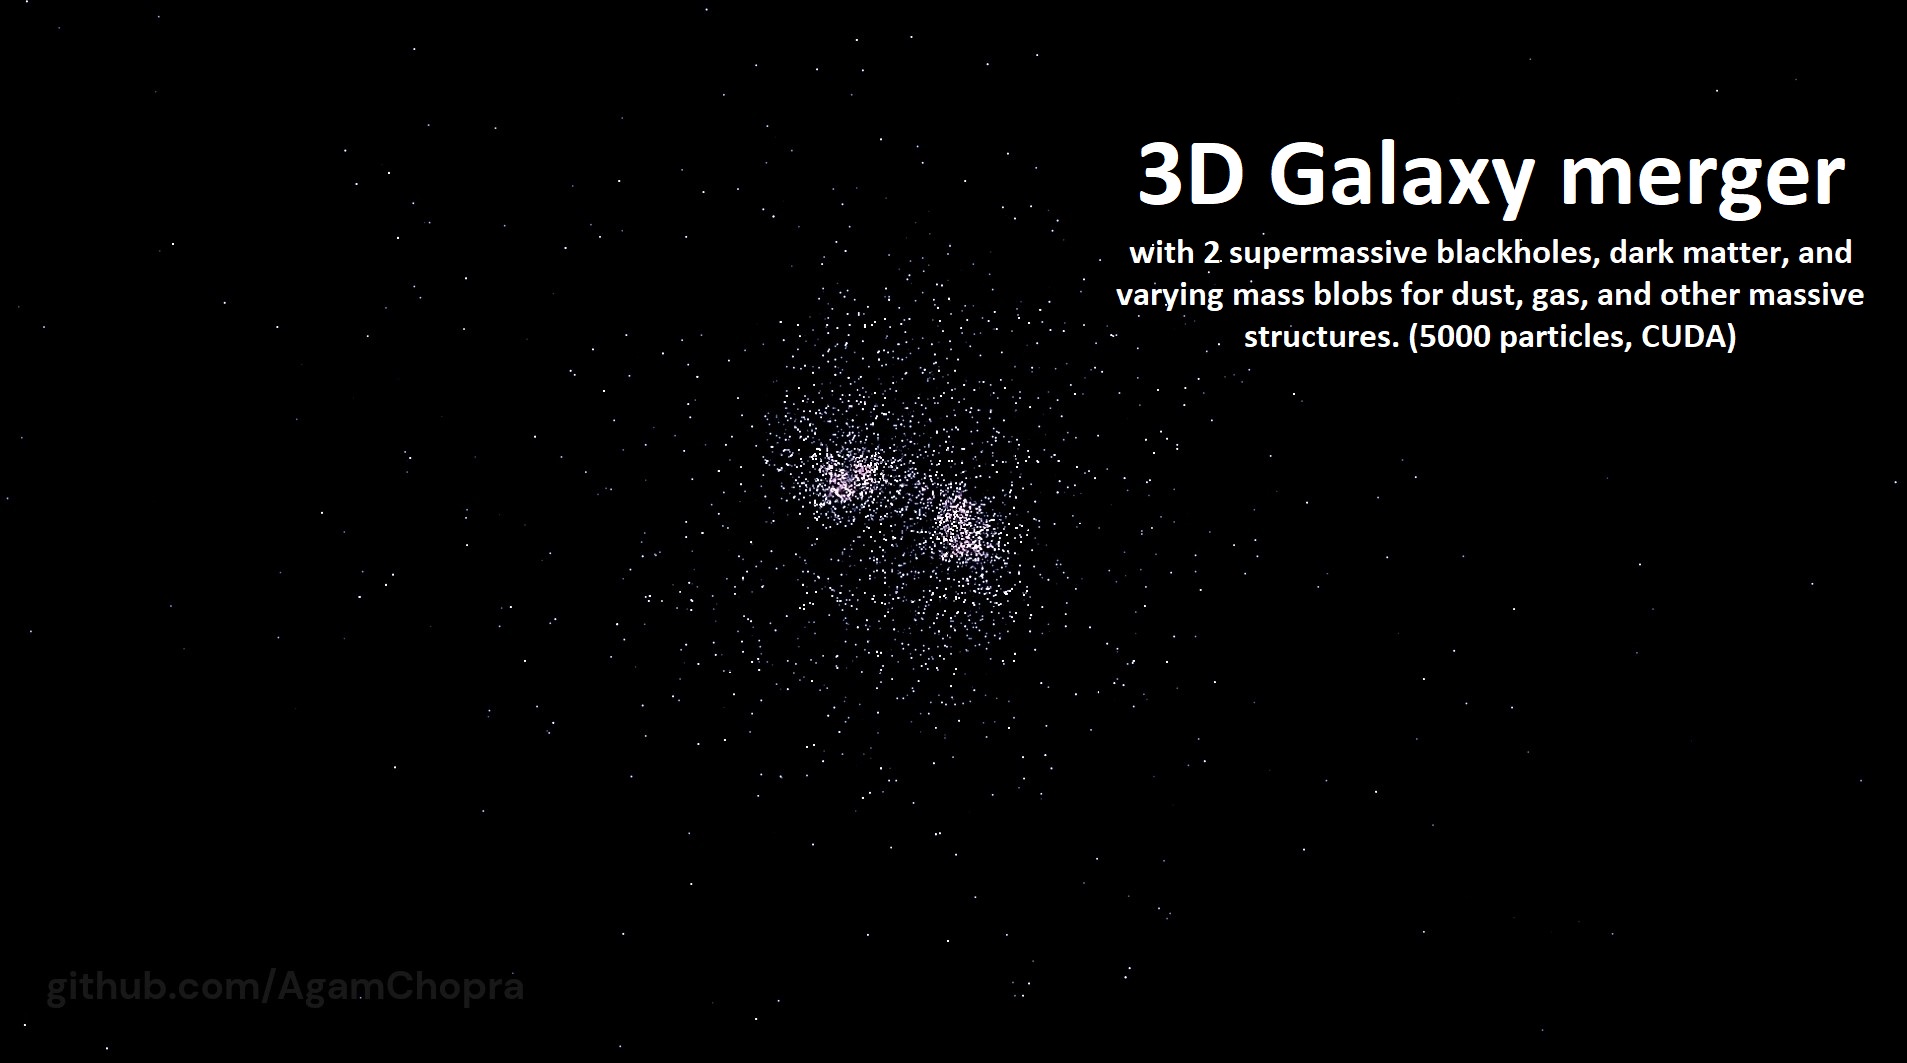 3D Galaxy merger
with 2 supermassive blackholes, dark matter, and
varying mass blobs for dust, gas, and other massive
structures. (5000 particles, CUDA)
github.com/AgamChopra